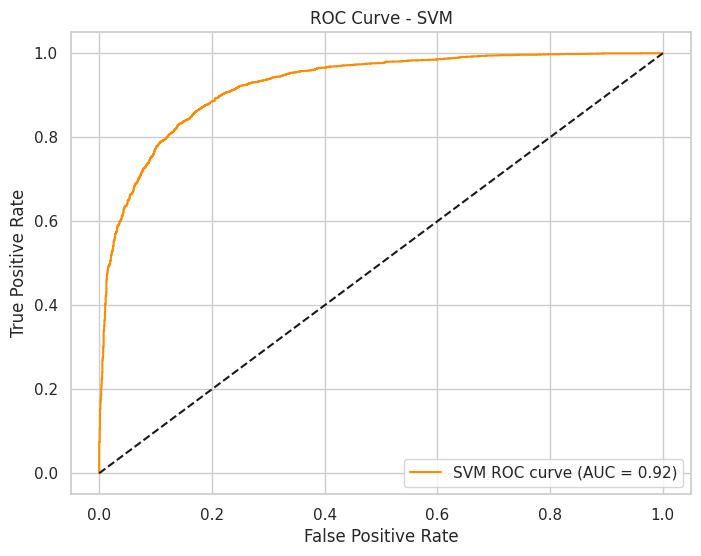 ROC Curve - SVM
1.0
0.8
0.6
0.4
0.2
0.0
True Positive Rate
SVM ROC curve (AUC = 0.92)
0.0 0.2 0.4 0.6 0.8 1.0
False Positive Rate